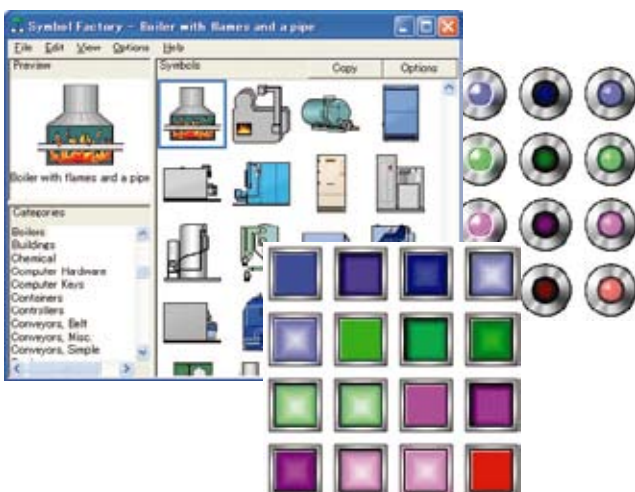 Symbol Factory - Boiler with flames and a pipe
File Edit View Options Help
Preview
Symbols
Copy
Options
Boiler with flames and a pipe
Categories
Boilers
Buildings
Chemical
Computer Hardware
Computer Keys
Containers
Controllers
Conveyors, Belt
Conveyors, Misc.
Conveyors, Simple